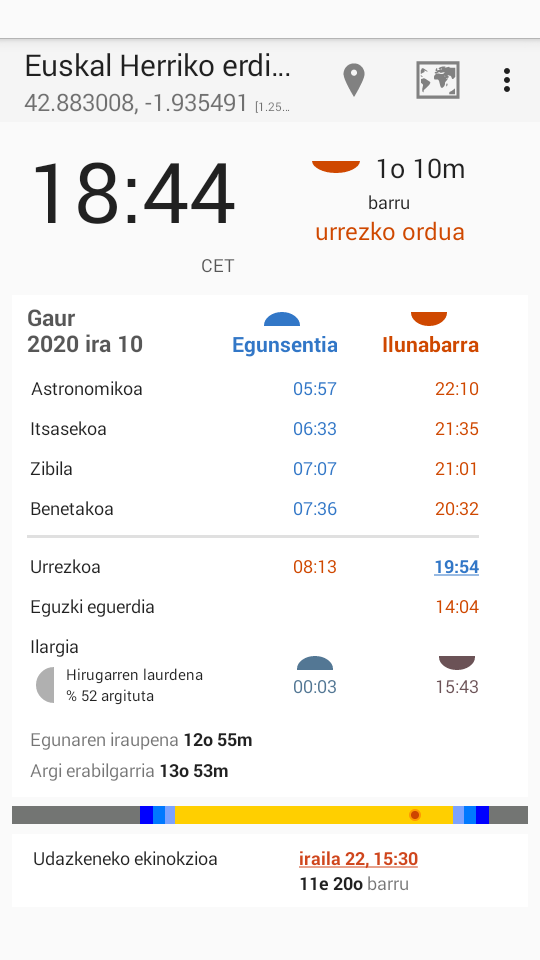 Euskal Herriko erdi...
42.883008, -1.935491 [1.25...
18:44
CET
1o 10m
barru
urrezko ordua
Gaur
2020 ira 10
Egunsentia
Ilunabarra
Astronomikoa 05:57 22:10
Itsasekoa 06:33 21:35
Zibila 07:07 21:01
Benetakoa 07:36 20:32
Urrezkoa 08:13 19:54
Eguzki eguerdia 14:04
Ilargia
Hirugarren laurdena
% 52 argituta
00:03 15:43
Egunaren iraupena 12o 55m
Argi erabilgarria 13o 53m
Udazkeneko ekinokzioa iraila 22, 15:30
11e 20o barru